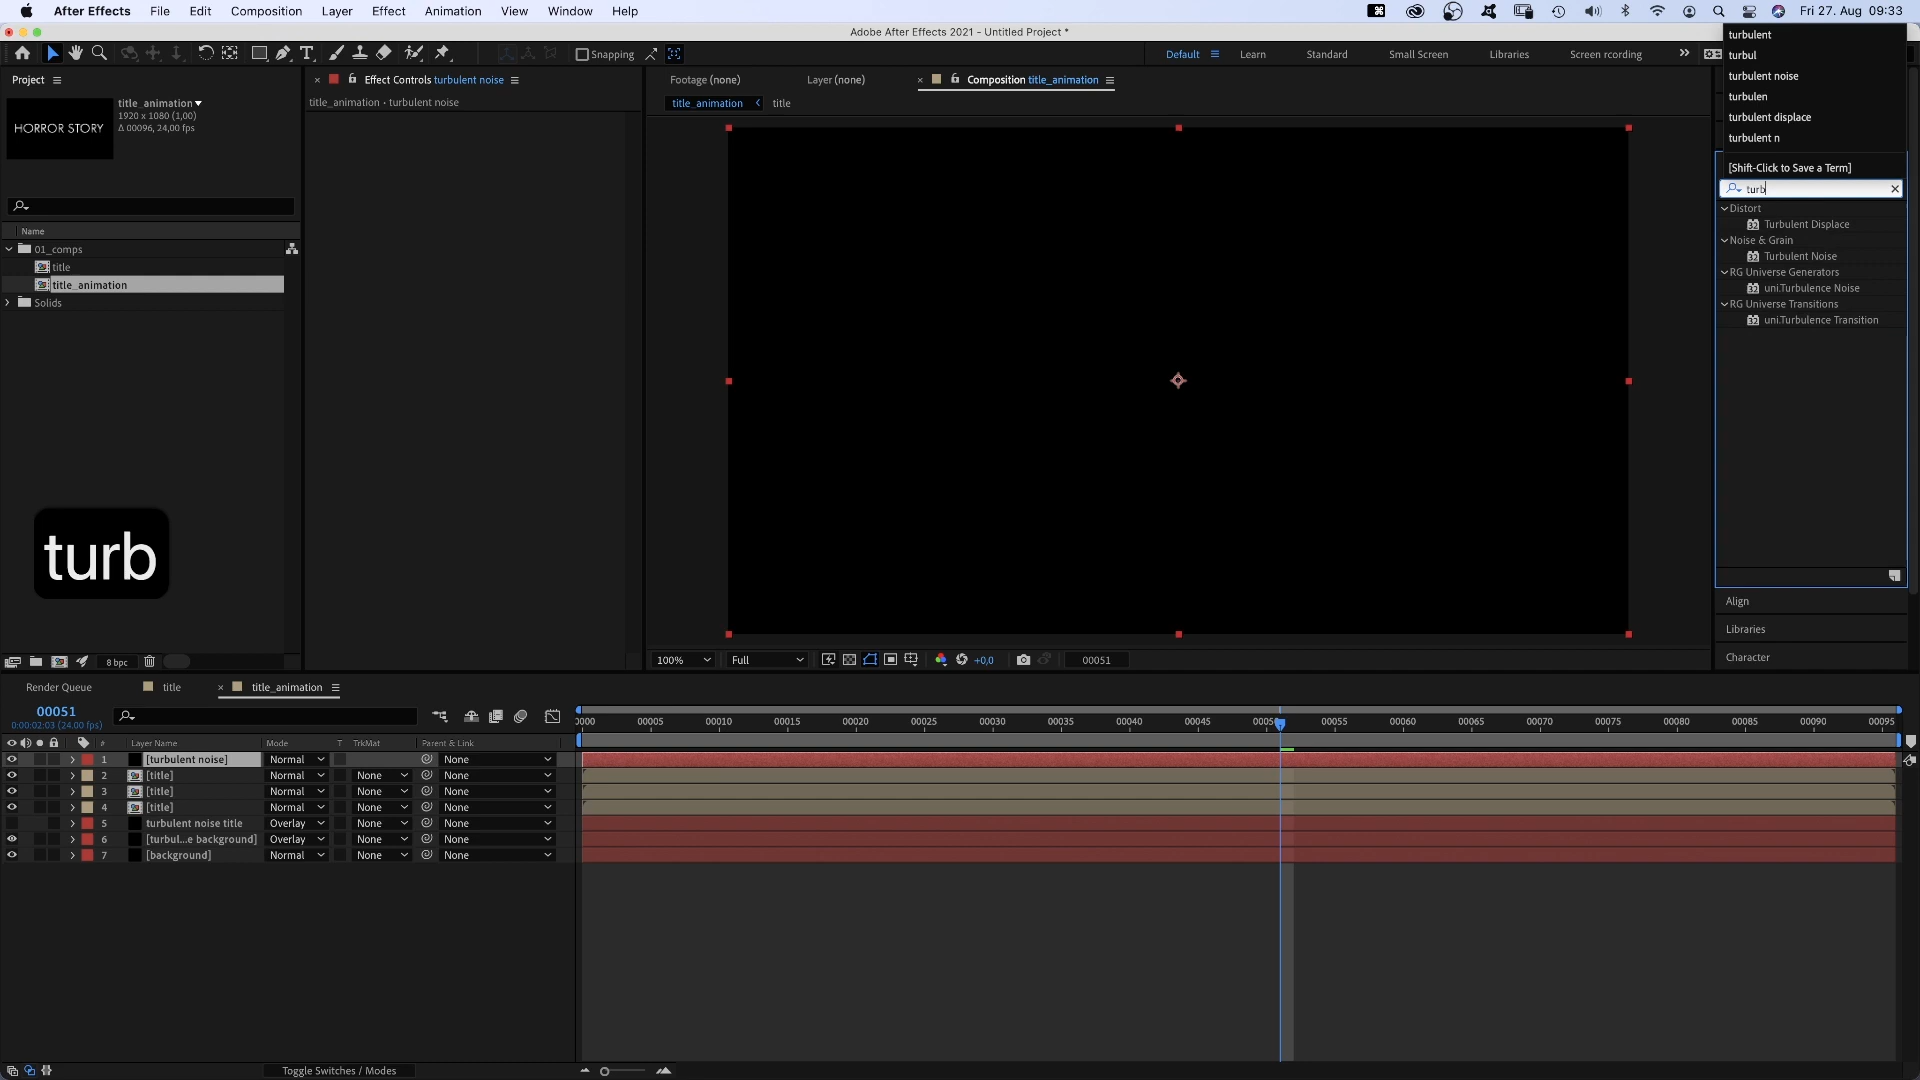 After Effects File Edit Composition Layer Effect Animation View Window Help Fri 27. Aug 09:33
Adobe After Effects 2021 - Untitled Project *
Snapping Default Learn Standard Small Screen Libraries Screen recording
Project
title_animation
1920 x 1080 (1,00)
Δ 00096, 24,00 fps
HORROR STORY
Name
01_comps
title
title_animation
Solids
turb
8 bpc
Effect Controls turbulent noise
title_animation • turbulent noise
Footage (none) Layer (none) Composition title_animation
title_animation title
100% Full +0,0 00051
turbulent
turbul
turbulent noise
turbulen
turbulent displace
turbulent n
[Shift-Click to Save a Term]
turb
Distort
Turbulent Displace
Noise & Grain
Turbulent Noise
RG Universe Generators
uni.Turbulence Noise
RG Universe Transitions
uni.Turbulence Transition
Align
Libraries
Character
Render Queue title title_animation
00051
0:00:02:03 (24.00 fps)
0000 00005 00010 00015 00020 00025 00030 00035 00040 00045 0005 00055 00060 00065 00070 00075 00080 00085 00090 00095
# Layer Name Mode T TrkMat Parent & Link
1 [turbulent noise] Normal None
2 [title] Normal None None
3 [title] Normal None None
4 [title] Normal None None
5 turbulent noise title Overlay None None
6 [turbul...e background] Overlay None None
7 [background] Normal None None
Toggle Switches / Modes